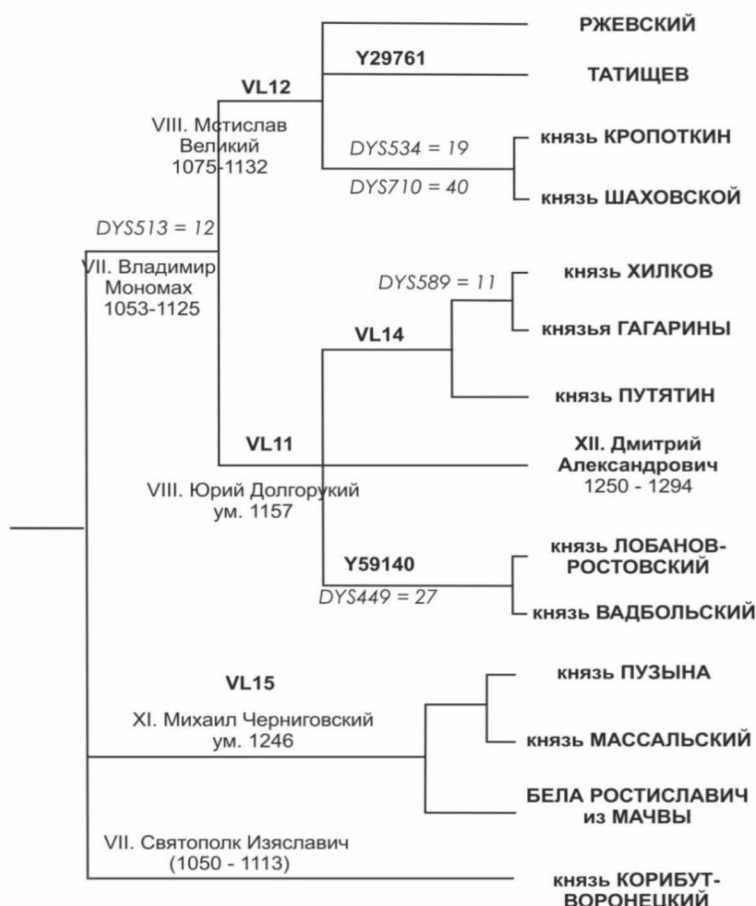 РЖЕВСКИЙ
Y29761
ТАТИЩЕВ
VL12
VIII. Мстислав
Великий
1075-1132
DYS534 = 19
DYS710 = 40
князь КРОПОТКИН
князь ШАХОВСКОЙ
DYS513 = 12
VII. Владимир
Мономах
1053-1125
DYS589 = 11
князь ХИЛКОВ
князья ГАГАРИНЫ
VL14
князь ПУТЯТИН
VL11
VIII. Юрий Долгорукий
ум. 1157
XII. Дмитрий
Александрович
1250 - 1294
Y59140
DYS449 = 27
князь ЛОБАНОВ-
РОСТОВСКИЙ
князь ВАДБОЛЬСКИЙ
VL15
XI. Михаил Черниговский
ум. 1246
князь ПУЗЫНА
князь МАССАЛЬСКИЙ
БЕЛА РОСТИСЛАВИЧ
из МАЧВЫ
VII. Святополк Изяславич
(1050 - 1113)
князь КОРИБУТ-
ВОРОНЕЦКИЙ